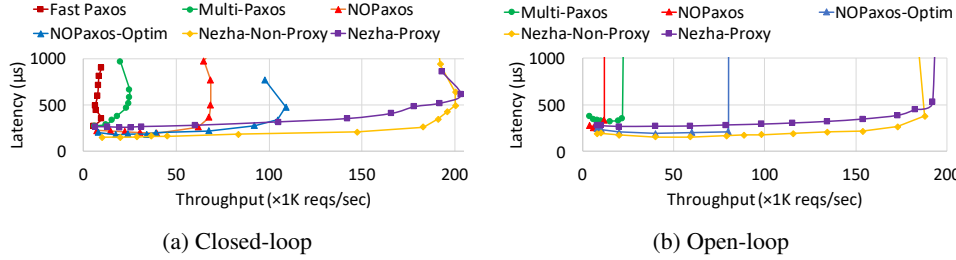 Fast Paxos Multi-Paxos NOPaxos
NOPaxos-Optim Nezha-Non-Proxy Nezha-Proxy
Latency (µs)
1000
500
0
0 50 100 150 200
Throughput (×1K reqs/sec)
(a) Closed-loop
Multi-Paxos NOPaxos NOPaxos-Optim
Nezha-Non-Proxy Nezha-Proxy
Latency (µs)
1000
500
0
0 50 100 150 200
Throughput (×1K reqs/sec)
(b) Open-loop